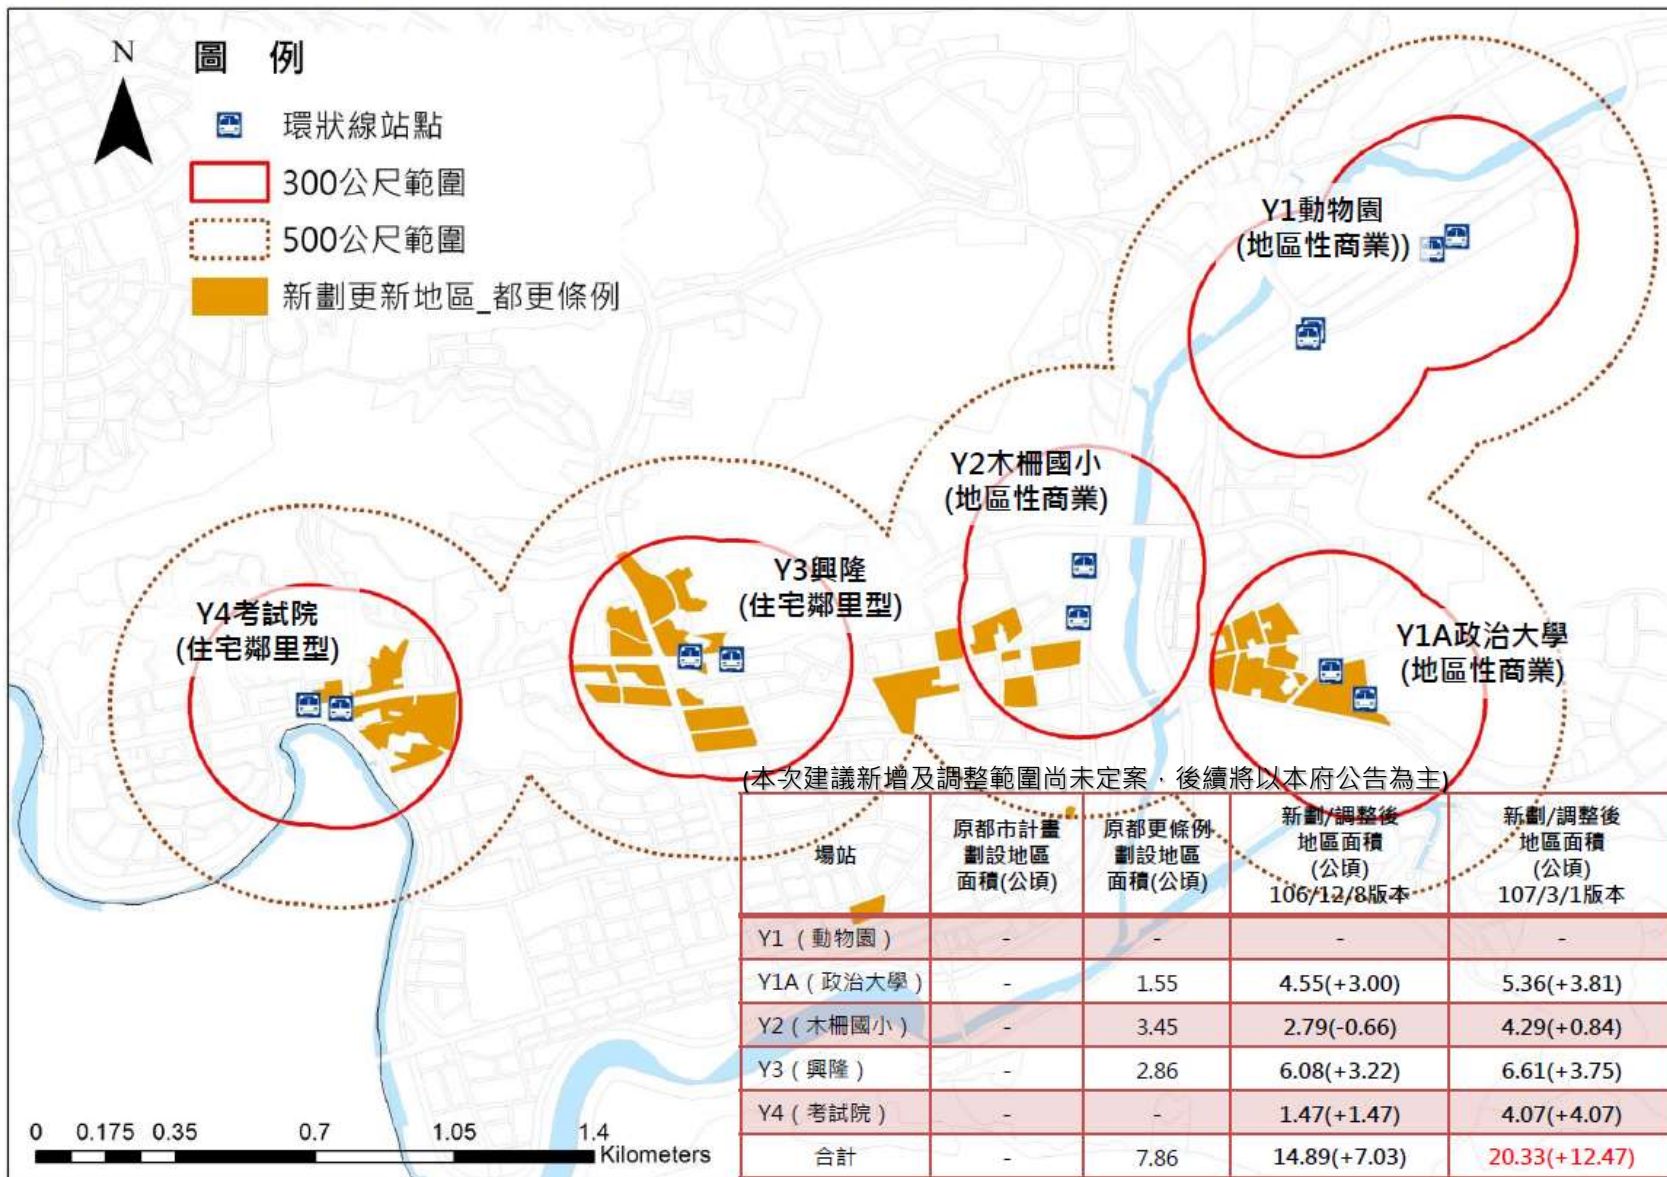 N
圖 例
環狀線站點
300公尺範圍
500公尺範圍
新劃更新地區_都更條例
Y1動物園
(地區性商業))
Y2木柵國小
(地區性商業)
Y3興隆
(住宅鄰里型)
Y4考試院
(住宅鄰里型)
Y1A政治大學
(地區性商業)
(本次建議新增及調整範圍尚未定案，後續將以本府公告為主)
場站 原都市計畫劃設地區面積(公頃) 原都更條例劃設地區面積(公頃) 新劃/調整後地區面積(公頃)106/12/8版本 新劃/調整後地區面積(公頃)107/3/1版本
Y1（動物園） - - - -
Y1A（政治大學） - 1.55 4.55(+3.00) 5.36(+3.81)
Y2（木柵國小） - 3.45 2.79(-0.66) 4.29(+0.84)
Y3（興隆） - 2.86 6.08(+3.22) 6.61(+3.75)
Y4（考試院） - - 1.47(+1.47) 4.07(+4.07)
合計 - 7.86 14.89(+7.03) 20.33(+12.47)
0 0.175 0.35 0.7 1.05 1.4
Kilometers